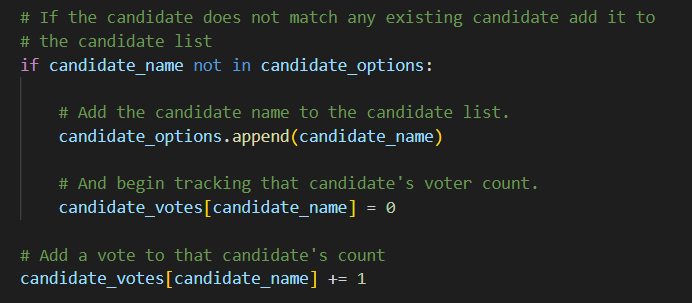 # If the candidate does not match any existing candidate add it to
# the candidate list
if candidate_name not in candidate_options:
# Add the candidate name to the candidate list.
candidate_options.append(candidate_name)
# And begin tracking that candidate's voter count.
candidate_votes[candidate_name] = 0
# Add a vote to that candidate's count
candidate_votes[candidate_name] += 1